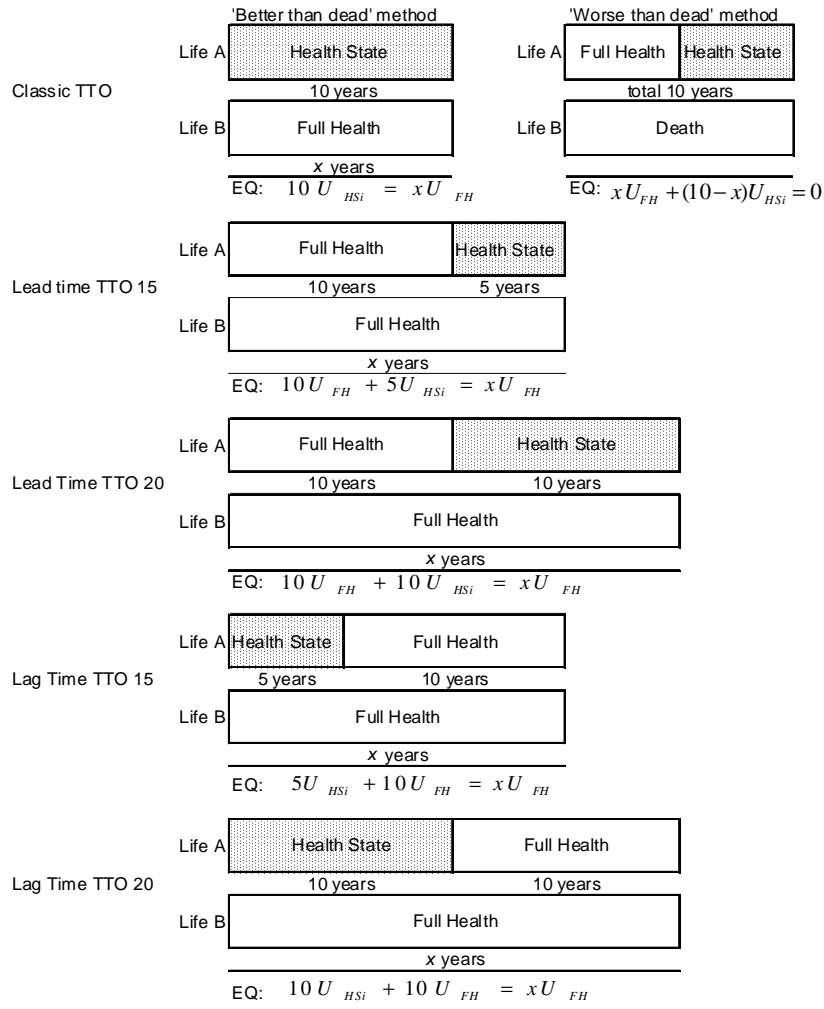 'Better than dead' method 'Worse than dead' method
Life A Health State Life A Full Health Health State
Classic TTO 10 years total 10 years
Life B Full Health Life B Death
x years
EQ: 10 U HSi = x U FH EQ: x U FH + (10 − x) U HSi = 0
Life A Full Health Health State
Lead time TTO 15 10 years 5 years
Life B Full Health
x years
EQ: 10 U FH + 5 U HSi = x U FH
Life A Full Health Health State
Lead Time TTO 20 10 years 10 years
Life B Full Health
x years
EQ: 10 U FH + 10 U HSi = x U FH
Life A Health State Full Health
Lag Time TTO 15 5 years 10 years
Life B Full Health
x years
EQ: 5 U HSi + 10 U FH = x U FH
Life A Health State Full Health
Lag Time TTO 20 10 years 10 years
Life B Full Health
x years
EQ: 10 U HSi + 10 U FH = x U FH